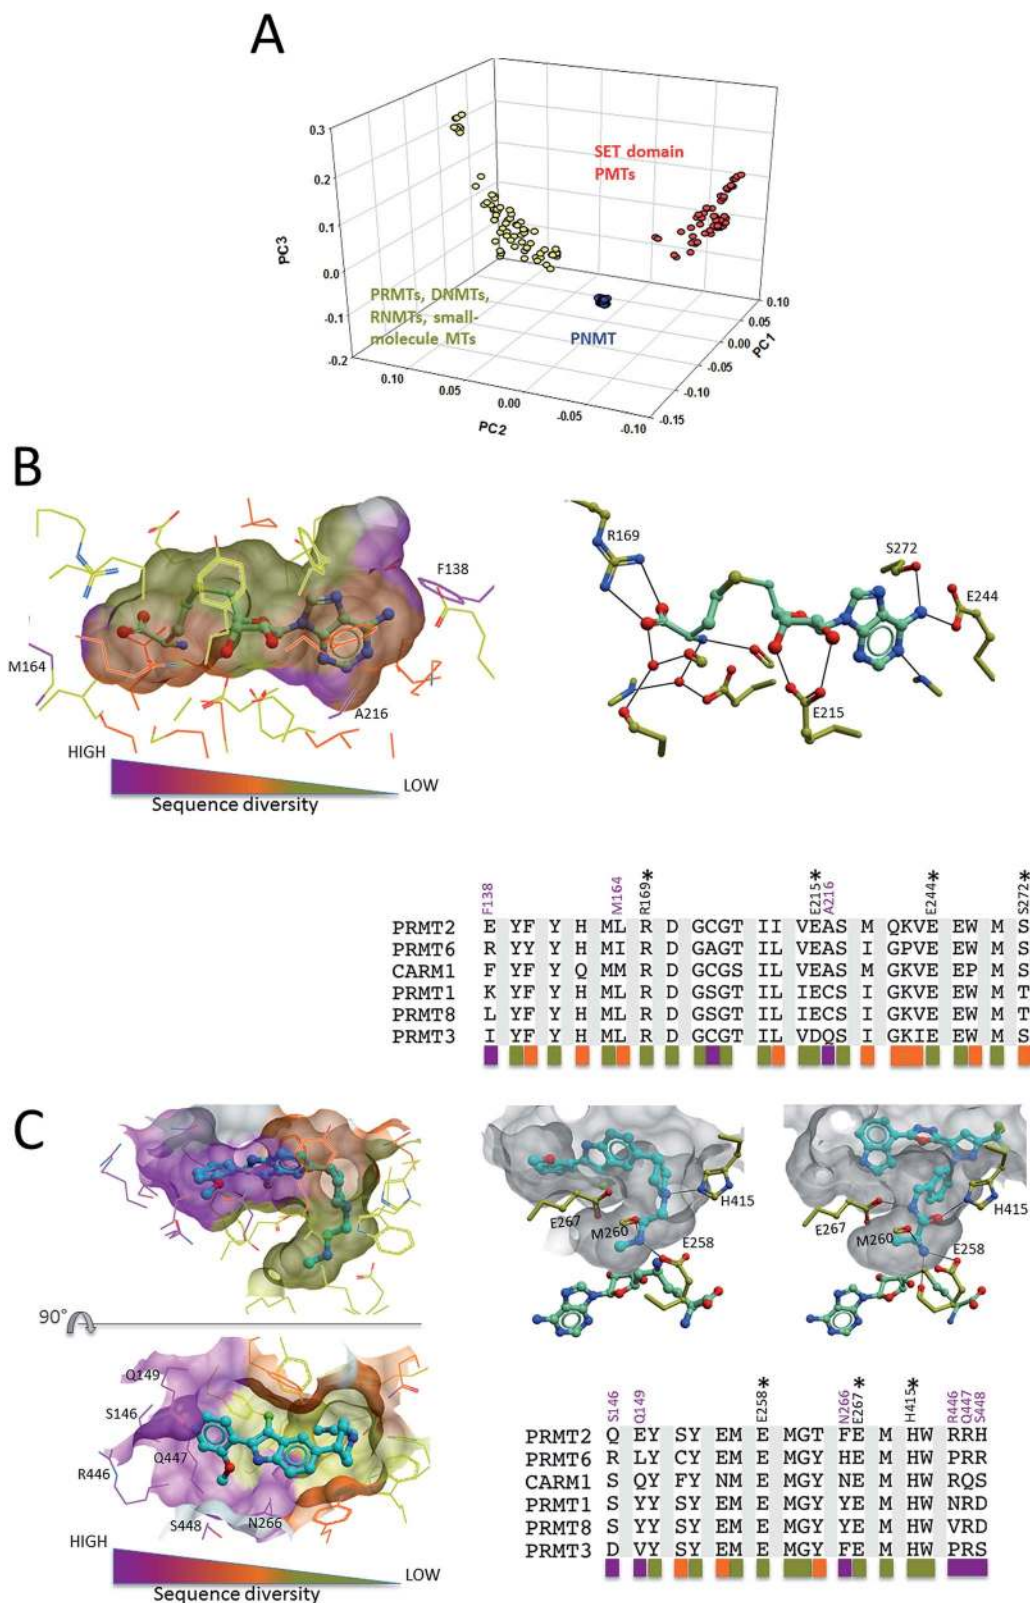 A
0.3
0.2
0.1
0.0
-0.1
-0.2
PC3
SET domain
PMTs
PRMTs, DNMTs,
RNMTs, small-
molecule MTs
PNMT
0.10
0.05
0.00
-0.05
-0.10
PC2
0.10
0.05
0.00
-0.05
-0.10
-0.15
PC1
B
F138
M164
A216
HIGH
LOW
Sequence diversity
R169
S272
E244
E215
F138 M164 R169* E215* A216 E244* S272*
PRMT2 E YF Y H ML R D GCGT IL VEAS M QKVE EW M S
PRMT6 R YY Y H MI R D GAGT IL VEAS I GPVE EW M S
CARM1 F YF Y Q MM R D GCGS IL VEAS M GKVE EP M S
PRMT1 K YF Y H ML R D GSGT IL IECS I GKVE EW M T
PRMT8 L YF Y H ML R D GSGT IL IECS I GKVE EW M T
PRMT3 I YF Y H ML R D GCGT IL VDQS I GKIE EW M S
C
E267
M260
H415
E258
E267
M260
H415
E258
90°
Q149
S146
R446
Q447
S448
N266
HIGH
LOW
Sequence diversity
S146 Q149 E258* N266 E267* H415* R446 Q447 S448
PRMT2 Q EY SY EM E MGT FE M HW RRH
PRMT6 R LY CY EM E MGY HE M HW PRR
CARM1 S QY FY NM E MGY NE M HW RQS
PRMT1 S YY SY EM E MGY YE M HW NRD
PRMT8 S YY SY EM E MGY YE M HW VRD
PRMT3 D VY SY EM E MGY FE M HW PRS